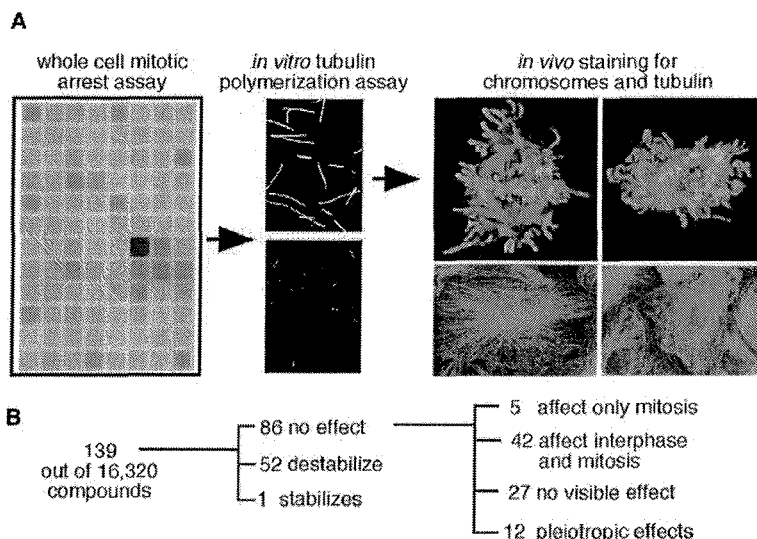 A
whole cell mitotic
arrest assay
in vitro tubulin
polymerization assay
in vivo staining for
chromosomes and tubulin
B
139
out of 16,320
compounds
86 no effect
52 destabilize
1 stabilizes
5 affect only mitosis
42 affect interphase
and mitosis
27 no visible effect
12 pleiotropic effects